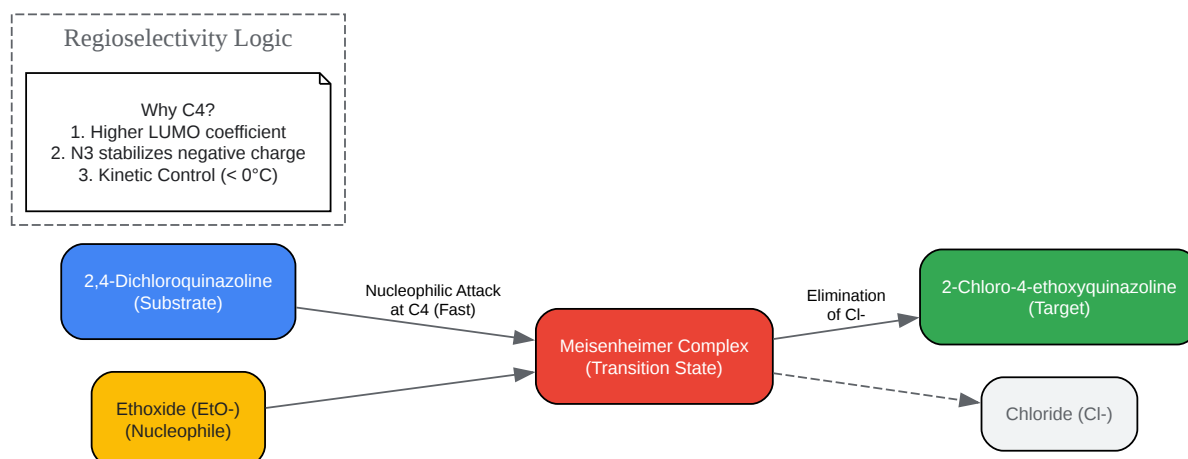 Regioselectivity Logic
Why C4?
1. Higher LUMO coefficient
2. N3 stabilizes negative charge
3. Kinetic Control (< 0°C)
2,4-Dichloroquinazoline
(Substrate)
Nucleophilic Attack
at C4 (Fast)
Ethoxide (EtO-)
(Nucleophile)
Meisenheimer Complex
(Transition State)
Elimination
of Cl-
2-Chloro-4-ethoxyquinazoline
(Target)
Chloride (Cl-)